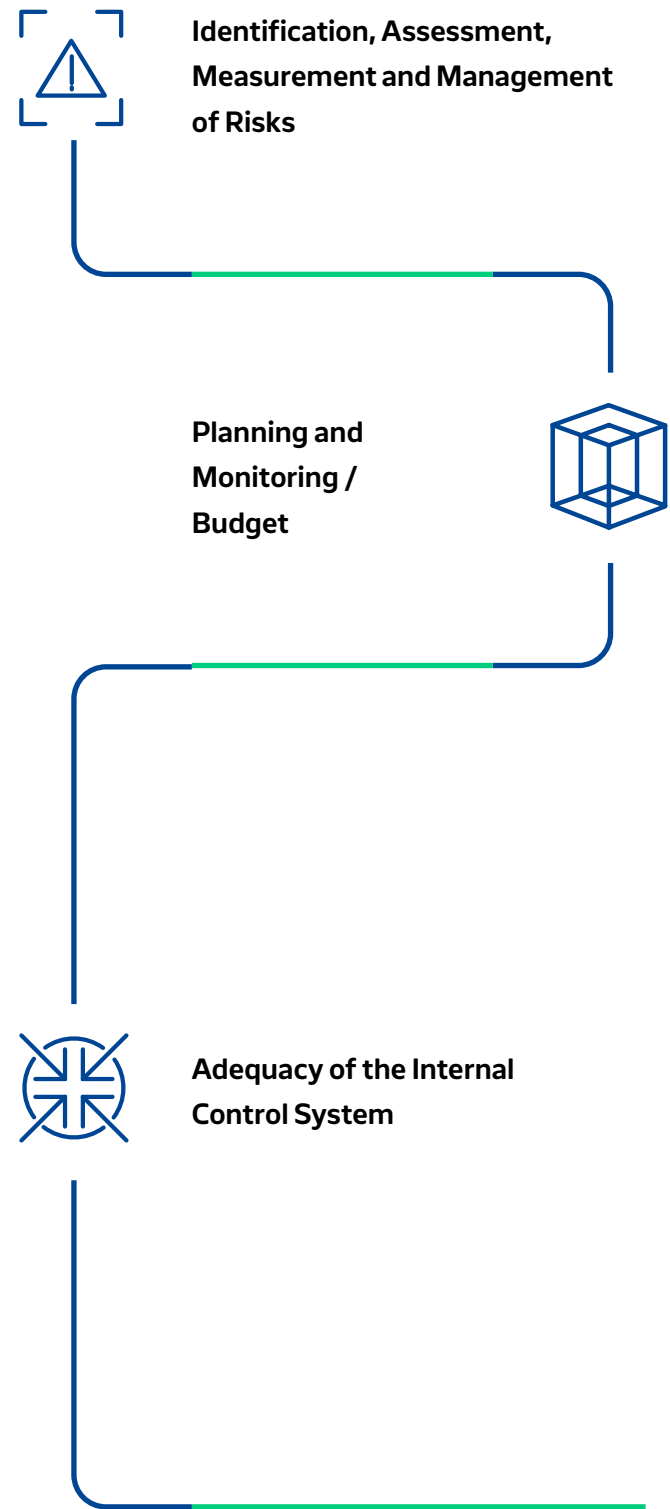 Identification, Assessment,
Measurement and Management
of Risks
Planning and
Monitoring /
Budget
Adequacy of the Internal
Control System